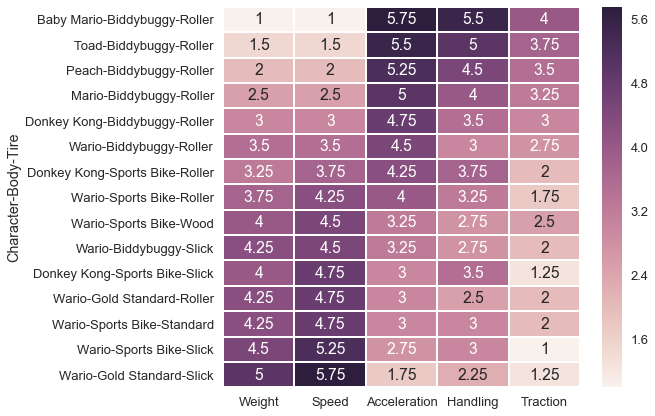 Character-Body-Tire
Baby Mario-Biddybuggy-Roller 1 1 5.75 5.5 4
Toad-Biddybuggy-Roller 1.5 1.5 5.5 5 3.75
Peach-Biddybuggy-Roller 2 2 5.25 4.5 3.5
Mario-Biddybuggy-Roller 2.5 2.5 5 4 3.25
Donkey Kong-Biddybuggy-Roller 3 3 4.75 3.5 3
Wario-Biddybuggy-Roller 3.5 3.5 4.5 3 2.75
Donkey Kong-Sports Bike-Roller 3.25 3.75 4.25 3.75 2
Wario-Sports Bike-Roller 3.75 4.25 4 3.25 1.75
Wario-Sports Bike-Wood 4 4.5 3.25 2.75 2.5
Wario-Biddybuggy-Slick 4.25 4.5 3.25 2.75 2
Donkey Kong-Sports Bike-Slick 4 4.75 3 3.5 1.25
Wario-Gold Standard-Roller 4.25 4.75 3 2.5 2
Wario-Sports Bike-Standard 4.25 4.75 3 3 2
Wario-Sports Bike-Slick 4.5 5.25 2.75 3 1
Wario-Gold Standard-Slick 5 5.75 1.75 2.25 1.25
Weight Speed Acceleration Handling Traction
5.6
4.8
4.0
3.2
2.4
1.6